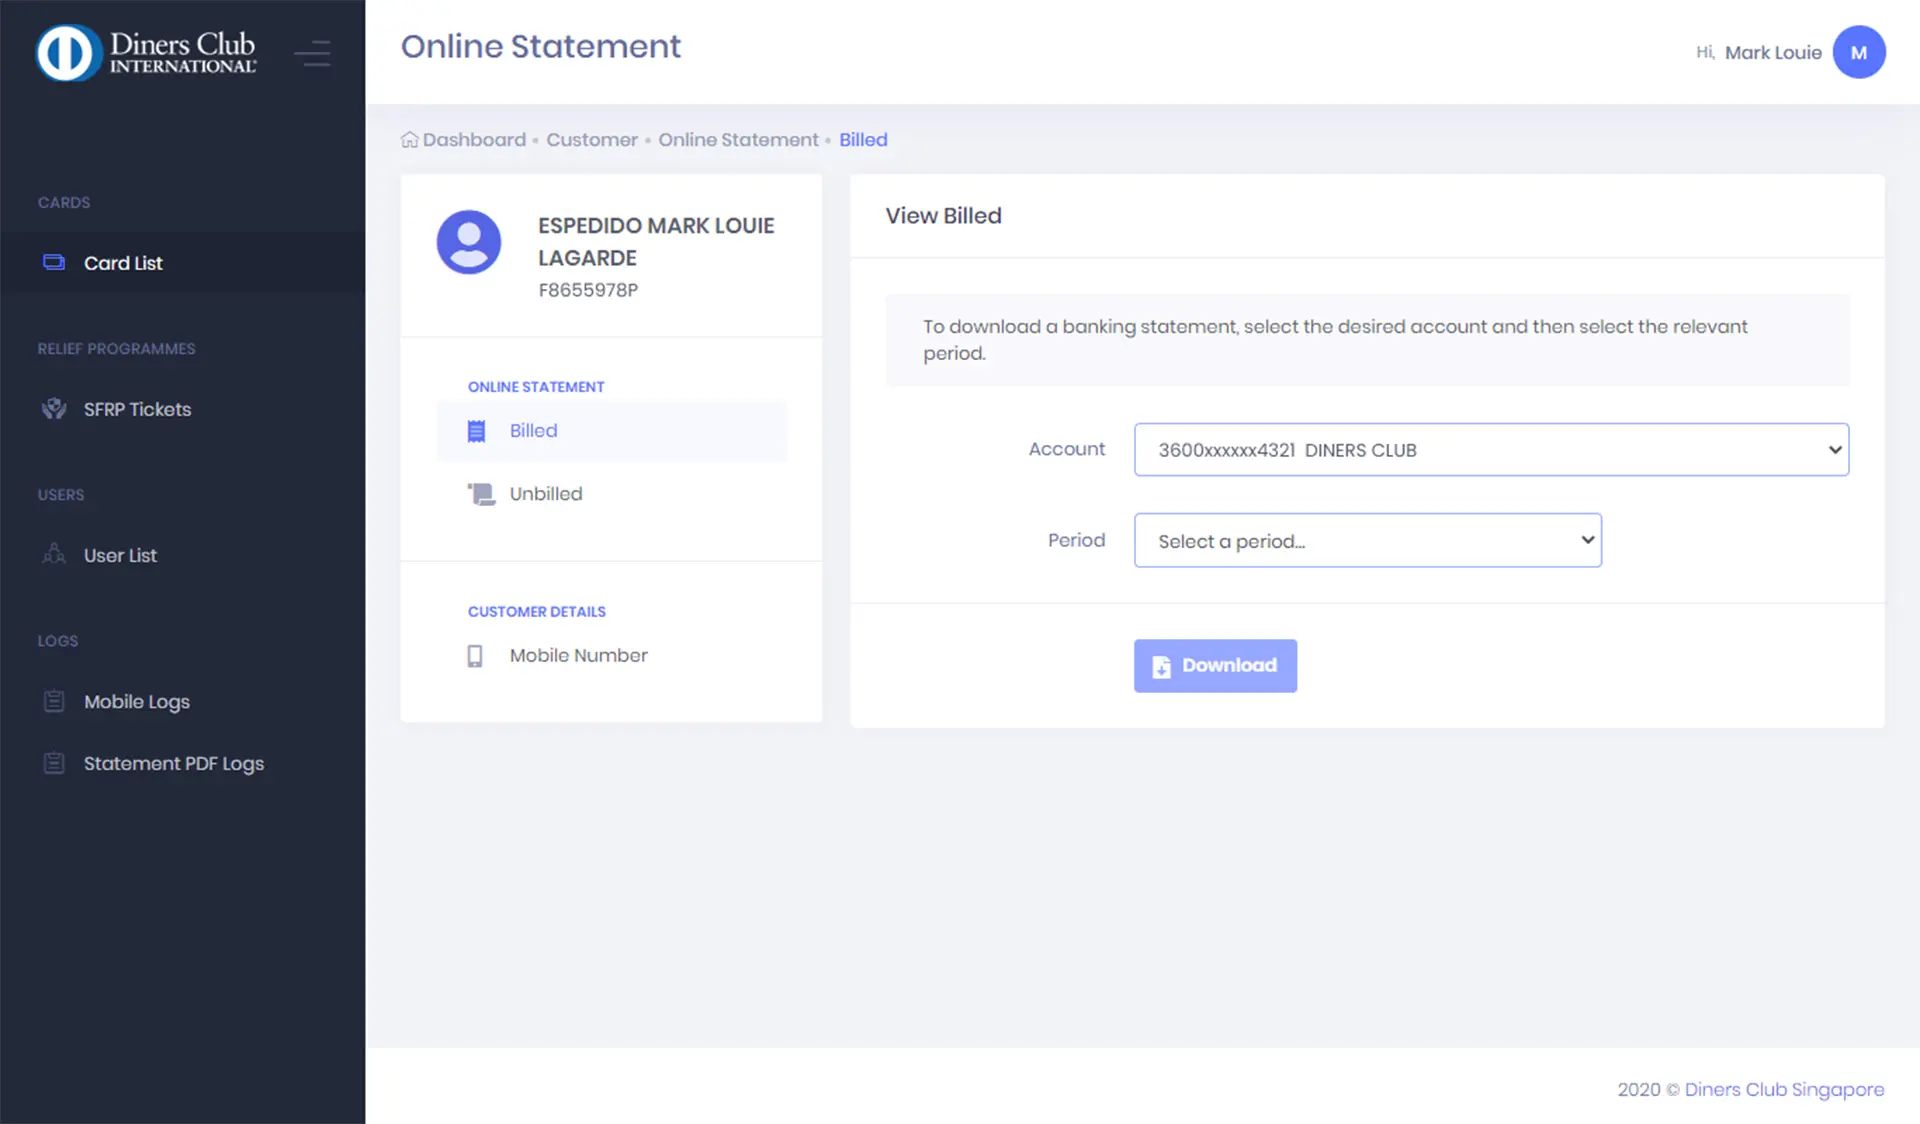 Diners Club
INTERNATIONAL®
Online Statement
Hi, Mark Louie
M
Dashboard • Customer • Online Statement • Billed
CARDS
Card List
RELIEF PROGRAMMES
SFRP Tickets
USERS
User List
LOGS
Mobile Logs
Statement PDF Logs
ESPEDIDO MARK LOUIE
LAGARDE
F8655978P
ONLINE STATEMENT
Billed
Unbilled
CUSTOMER DETAILS
Mobile Number
View Billed
To download a banking statement, select the desired account and then select the relevant
period.
Account
3600xxxxxx4321 DINERS CLUB
Period
Select a period...
Download
2020 © Diners Club Singapore